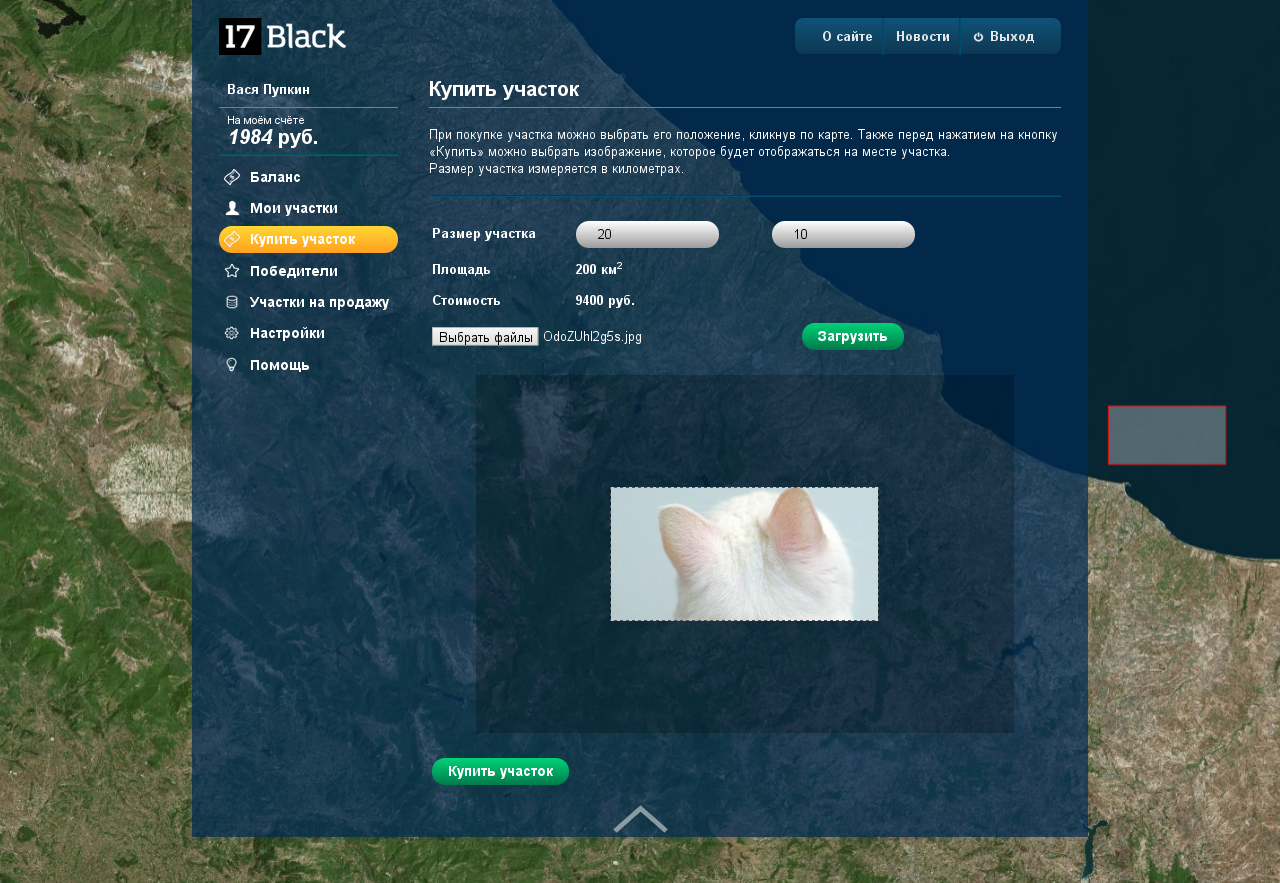 17 Black
О сайте
Новости
Выход
Вася Пупкин
На моём счёте
1984 руб.
Баланс
Мои участки
Купить участок
Победители
Участки на продажу
Настройки
Помощь
Купить участок
При покупке участка можно выбрать его положение, кликнув по карте. Также перед нажатием на кнопку
«Купить» можно выбрать изображение, которое будет отображаться на месте участка.
Размер участка измеряется в километрах.
Размер участка
20
10
Площадь
200 км²
Стоимость
9400 руб.
Выбрать файлы
OdoZUhI2g5s.jpg
Загрузить
Купить участок